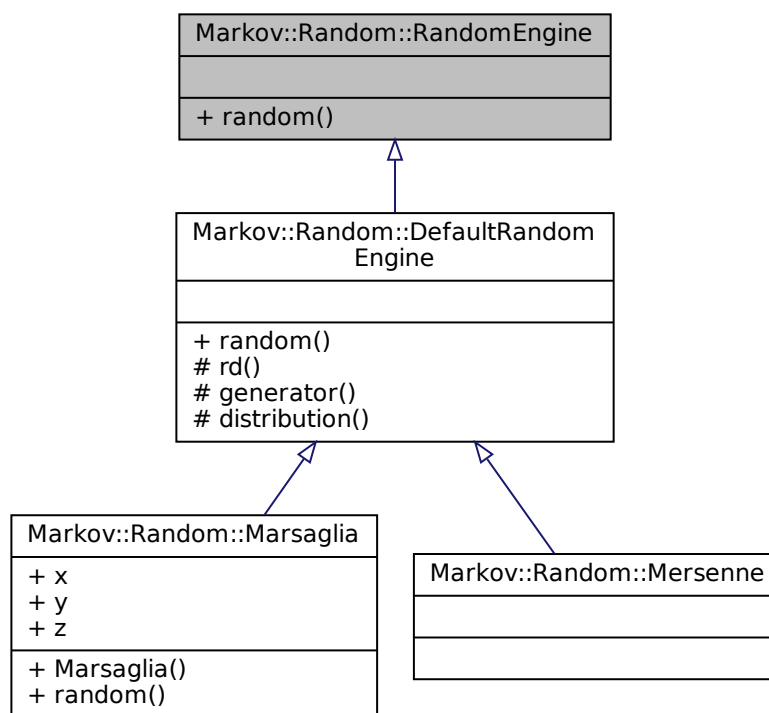 Markov::Random::RandomEngine
+ random()
Markov::Random::DefaultRandom
Engine
+ random()
# rd()
# generator()
# distribution()
Markov::Random::Marsaglia
+ x
+ y
+ z
+ Marsaglia()
+ random()
Markov::Random::Mersenne